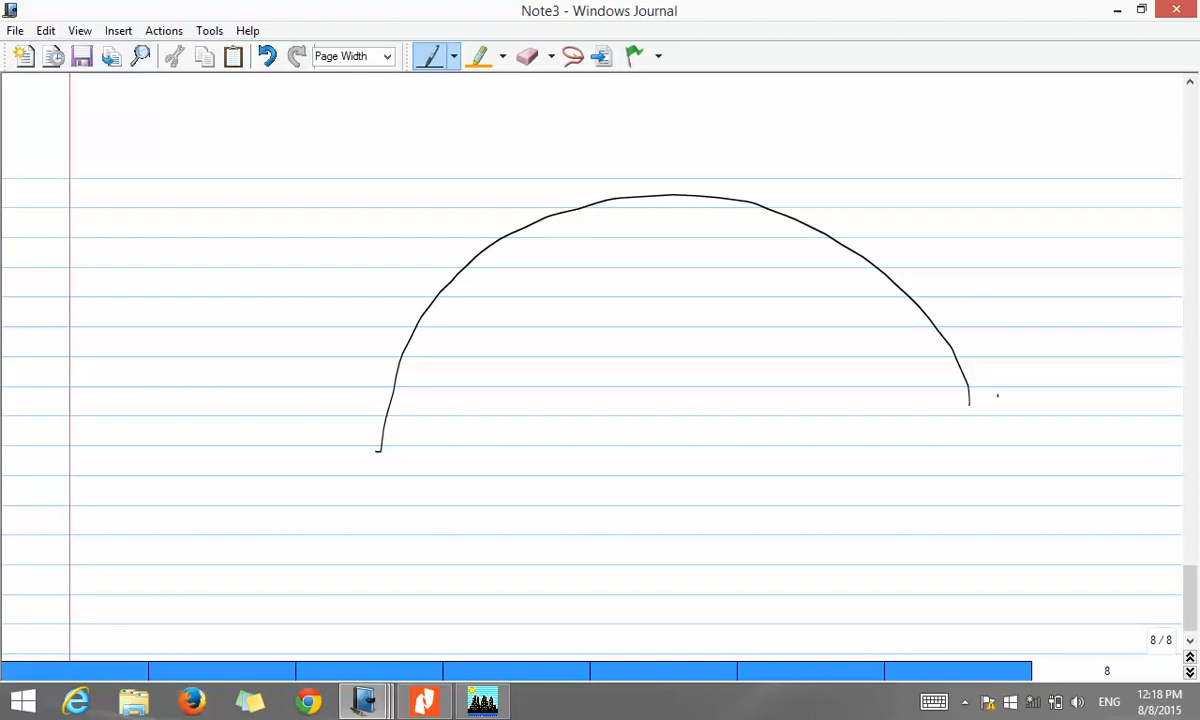 Note3 - Windows Journal
File Edit View Insert Actions Tools Help
Page Width
8 / 8
8
ENG
12:18 PM
8/8/2015